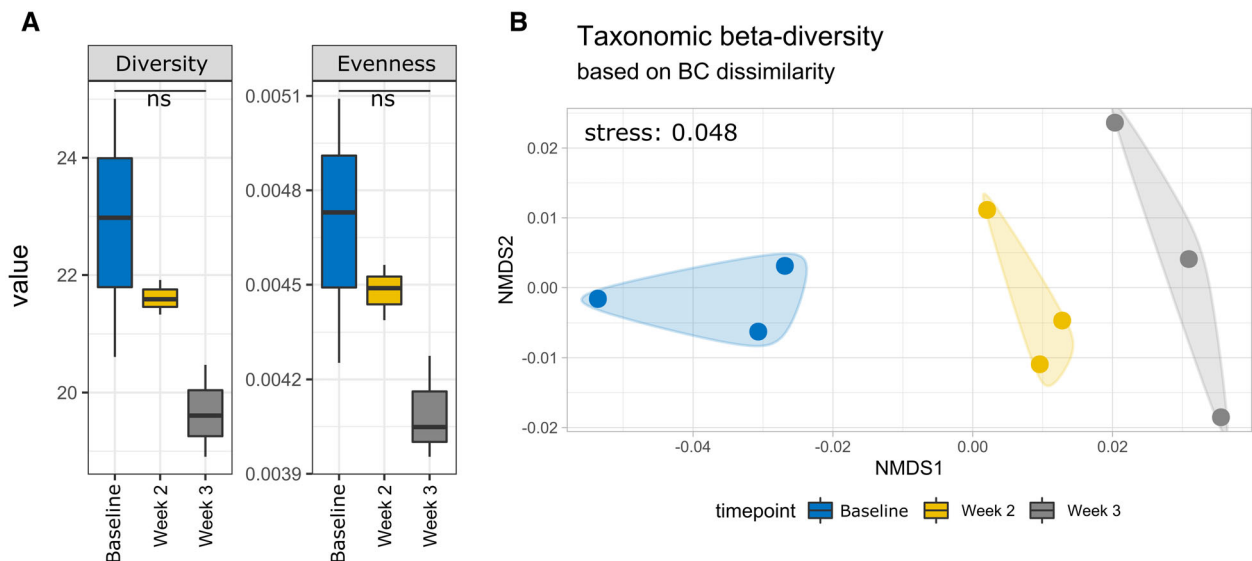 A
Diversity
Evenness
ns
ns
value
24
22
20
0.0051
0.0048
0.0045
0.0042
0.0039
Baseline
Week 2
Week 3
Baseline
Week 2
Week 3
B
Taxonomic beta-diversity
based on BC dissimilarity
stress: 0.048
NMDS2
0.02
0.01
0.00
-0.01
-0.02
-0.04
-0.02
0.00
0.02
NMDS1
timepoint Baseline Week 2 Week 3